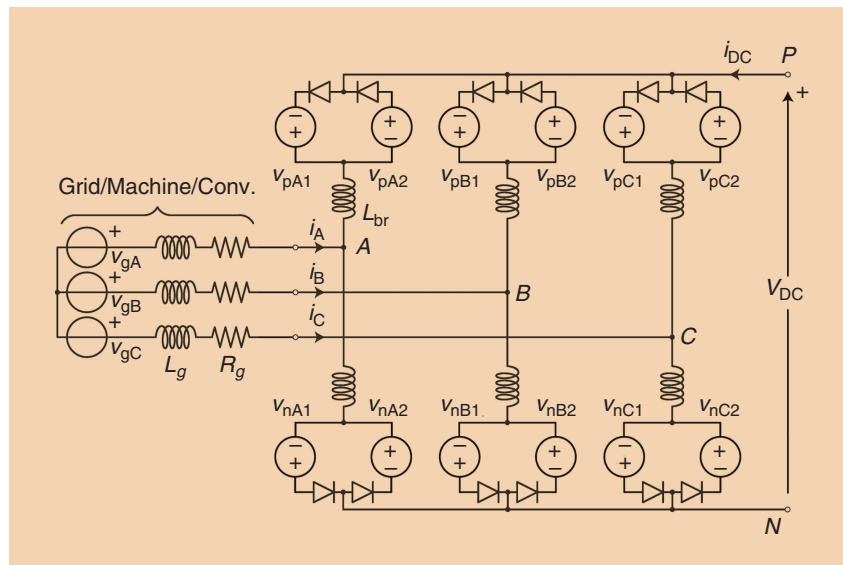 i_DC P
+
− + + − − + + − − + + −
v_pA1 v_pA2 v_pB1 v_pB2 v_pC1 v_pC2
Grid/Machine/Conv.
L_br
+ v_gA i_A A
+ v_gB i_B B
+ v_gC i_C C
V_DC
L_g R_g
v_nA1 v_nA2 v_nB1 v_nB2 v_nC1 v_nC2
− + + − − + + − − + + −
N